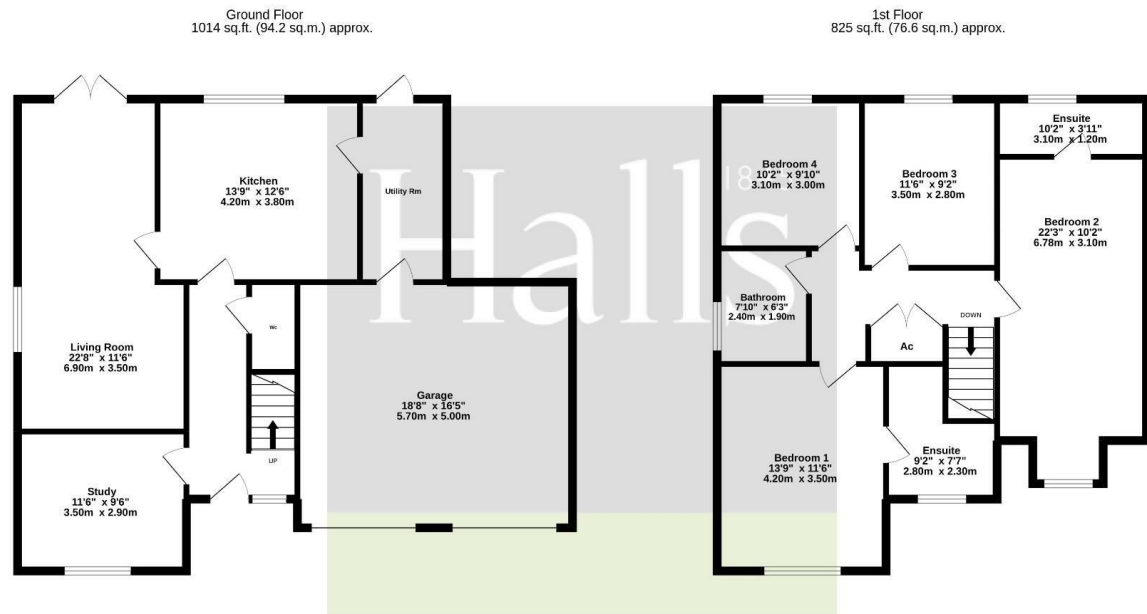 Ground Floor
1014 sq.ft. (94.2 sq.m.) approx.
Kitchen
13'9" x 12'6"
4.20m x 3.80m
Utility Rm
Wc
Living Room
22'8" x 11'6"
6.90m x 3.50m
Garage
18'8" x 16'5"
5.70m x 5.00m
UP
Study
11'6" x 9'6"
3.50m x 2.90m
1st Floor
825 sq.ft. (76.6 sq.m.) approx.
Ensuite
10'2" x 3'11"
3.10m x 1.20m
Bedroom 4
10'2" x 9'10"
3.10m x 3.00m
Bedroom 3
11'6" x 9'2"
3.50m x 2.80m
Bedroom 2
22'3" x 10'2"
6.78m x 3.10m
Bathroom
7'10" x 6'3"
2.40m x 1.90m
DOWN
Ac
Bedroom 1
13'9" x 11'6"
4.20m x 3.50m
Ensuite
9'2" x 7'7"
2.80m x 2.30m
Halls
18